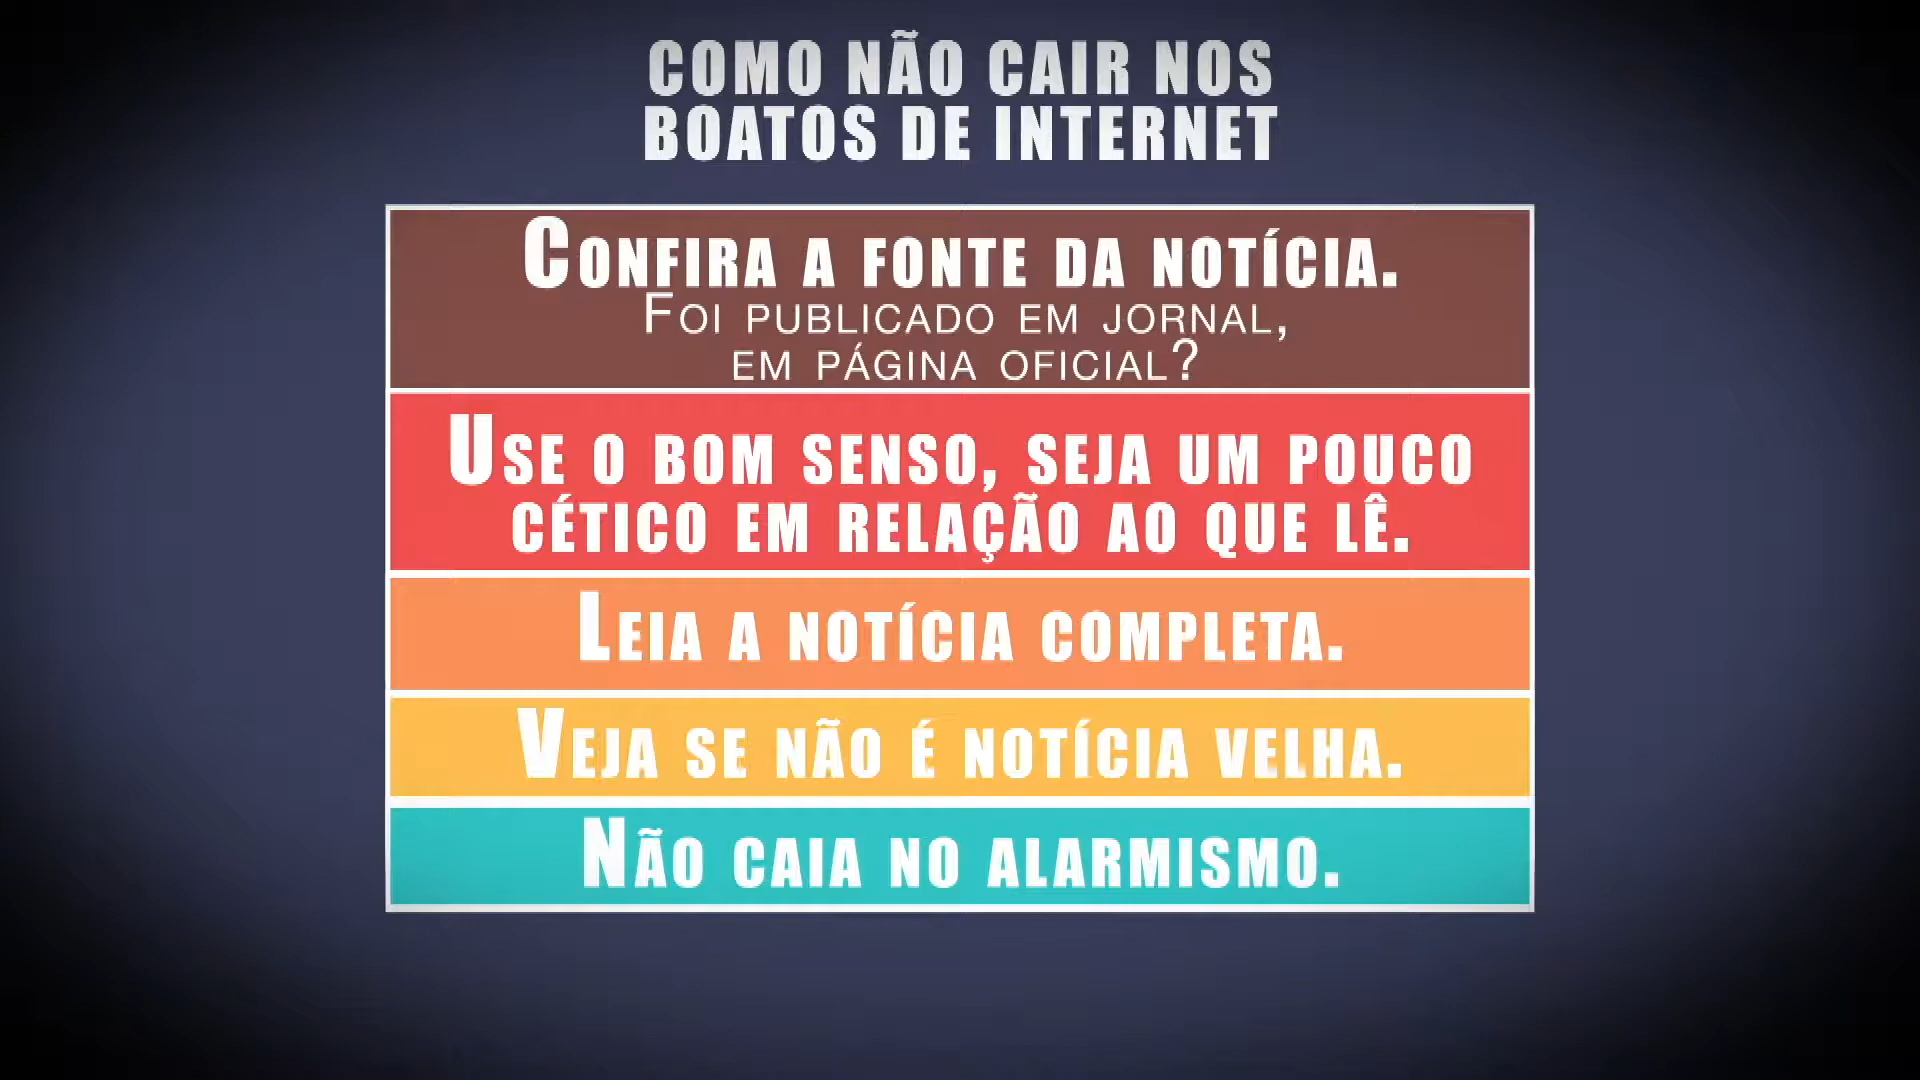 COMO NÃO CAIR NOS
BOATOS DE INTERNET
CONFIRA A FONTE DA NOTÍCIA.
FOI PUBLICADO EM JORNAL,
EM PÁGINA OFICIAL?
USE O BOM SENSO, SEJA UM POUCO
CÉTICO EM RELAÇÃO AO QUE LÊ.
LEIA A NOTÍCIA COMPLETA.
VEJA SE NÃO É NOTÍCIA VELHA.
NÃO CAIA NO ALARMISMO.